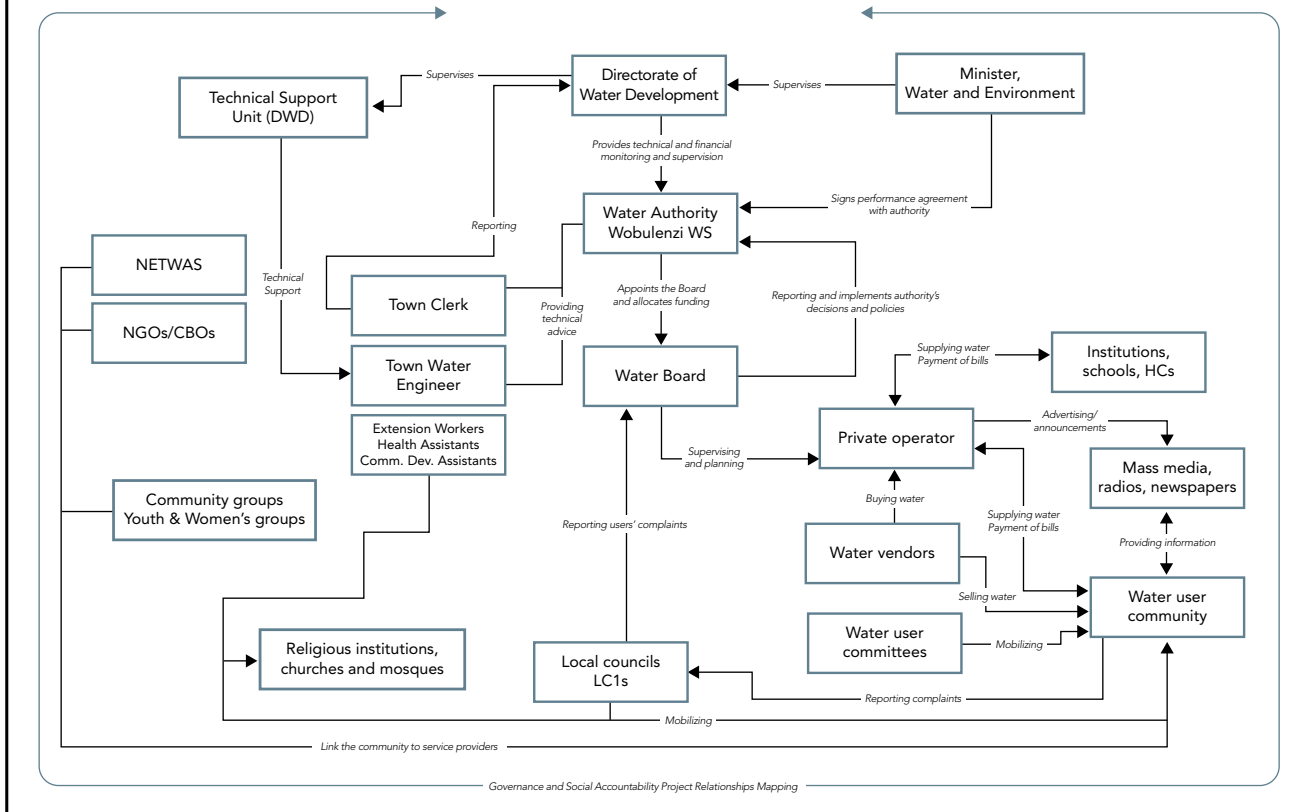 Supervises
Directorate of
Water Development
Supervises
Minister,
Water and Environment
Technical Support
Unit (DWD)
Provides technical and financial
monitoring and supervision
Signs performance agreement
with authority
Water Authority
Wobulenzi WS
Reporting
NETWAS
Technical
Support
Town Clerk
Providing
technical
advice
Appoints the Board
and allocates funding
Reporting and implements authority's
decisions and policies
NGOs/CBOs
Town Water
Engineer
Water Board
Supplying water
Payment of bills
Institutions,
schools, HCs
Extension Workers
Health Assistants
Comm. Dev. Assistants
Private operator
Advertising/
announcements
Supervising
and planning
Mass media,
radios, newspapers
Community groups
Youth & Women's groups
Buying water
Reporting users' complaints
Supplying water
Payment of bills
Providing information
Water vendors
Selling water
Water user
community
Water user
committees
Mobilizing
Religious institutions,
churches and mosques
Local councils
LC1s
Reporting complaints
Mobilizing
Link the community to service providers
Governance and Social Accountability Project Relationships Mapping